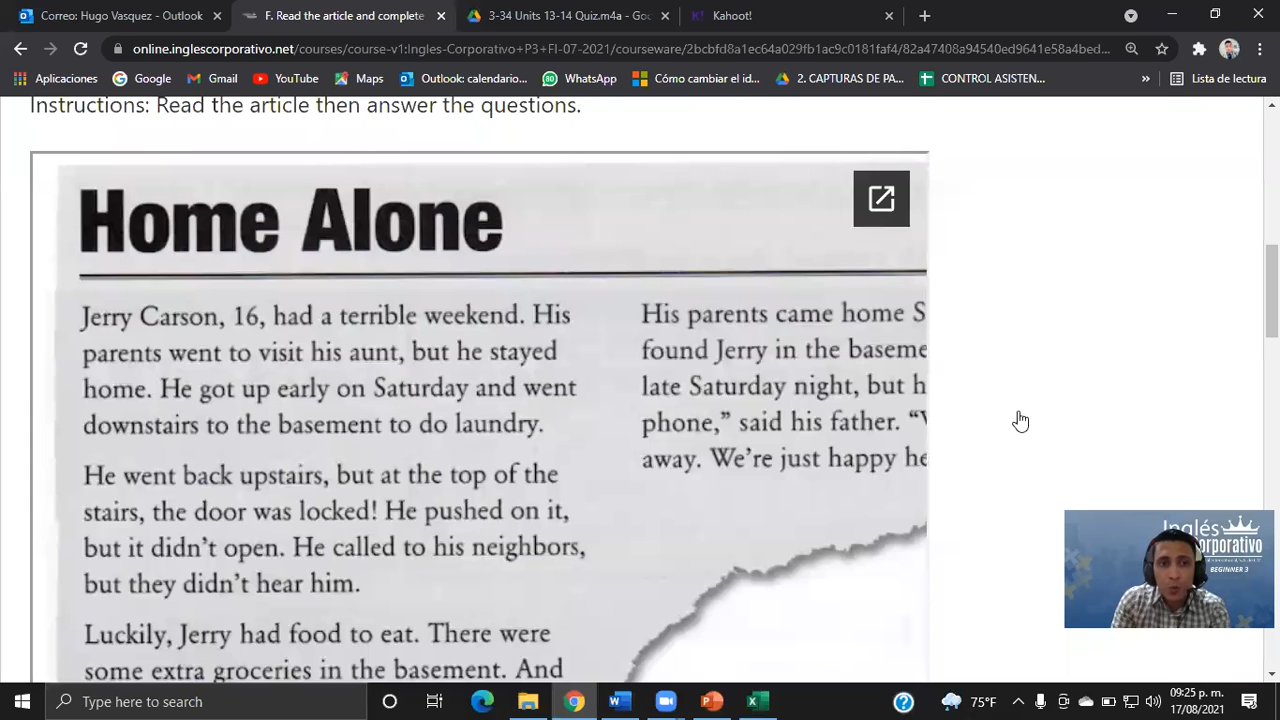 Correo: Hugo Vasquez - Outlook
F. Read the article and complete
3-34 Units 13-14 Quiz.m4a - Goo
Kahoot!
online.inglescorporativo.net/courses/course-v1:Ingles-Corporativo+P3+FI-07-2021/courseware/2bcbfd8a1ec64a029fb1ac9c0181faf4/82a47408a94540ed9641e58a4bed...
Aplicaciones
Google
Gmail
YouTube
Maps
Outlook: calendario...
WhatsApp
Cómo cambiar el id...
2. CAPTURAS DE PA...
CONTROL ASISTEN...
»
Lista de lectura
Instructions: Read the article then answer the questions.
Home Alone
Jerry Carson, 16, had a terrible weekend. His
parents went to visit his aunt, but he stayed
home. He got up early on Saturday and went
downstairs to the basement to do laundry.
He went back upstairs, but at the top of the
stairs, the door was locked! He pushed on it,
but it didn't open. He called to his neighbors,
but they didn't hear him.
Luckily, Jerry had food to eat. There were
some extra groceries in the basement. And
His parents came home S
found Jerry in the baseme
late Saturday night, but h
phone," said his father. "
away. We're just happy he
Inglés
orporativo
BEGINNER 3
Type here to search
75°F
09:25 p. m.
17/08/2021